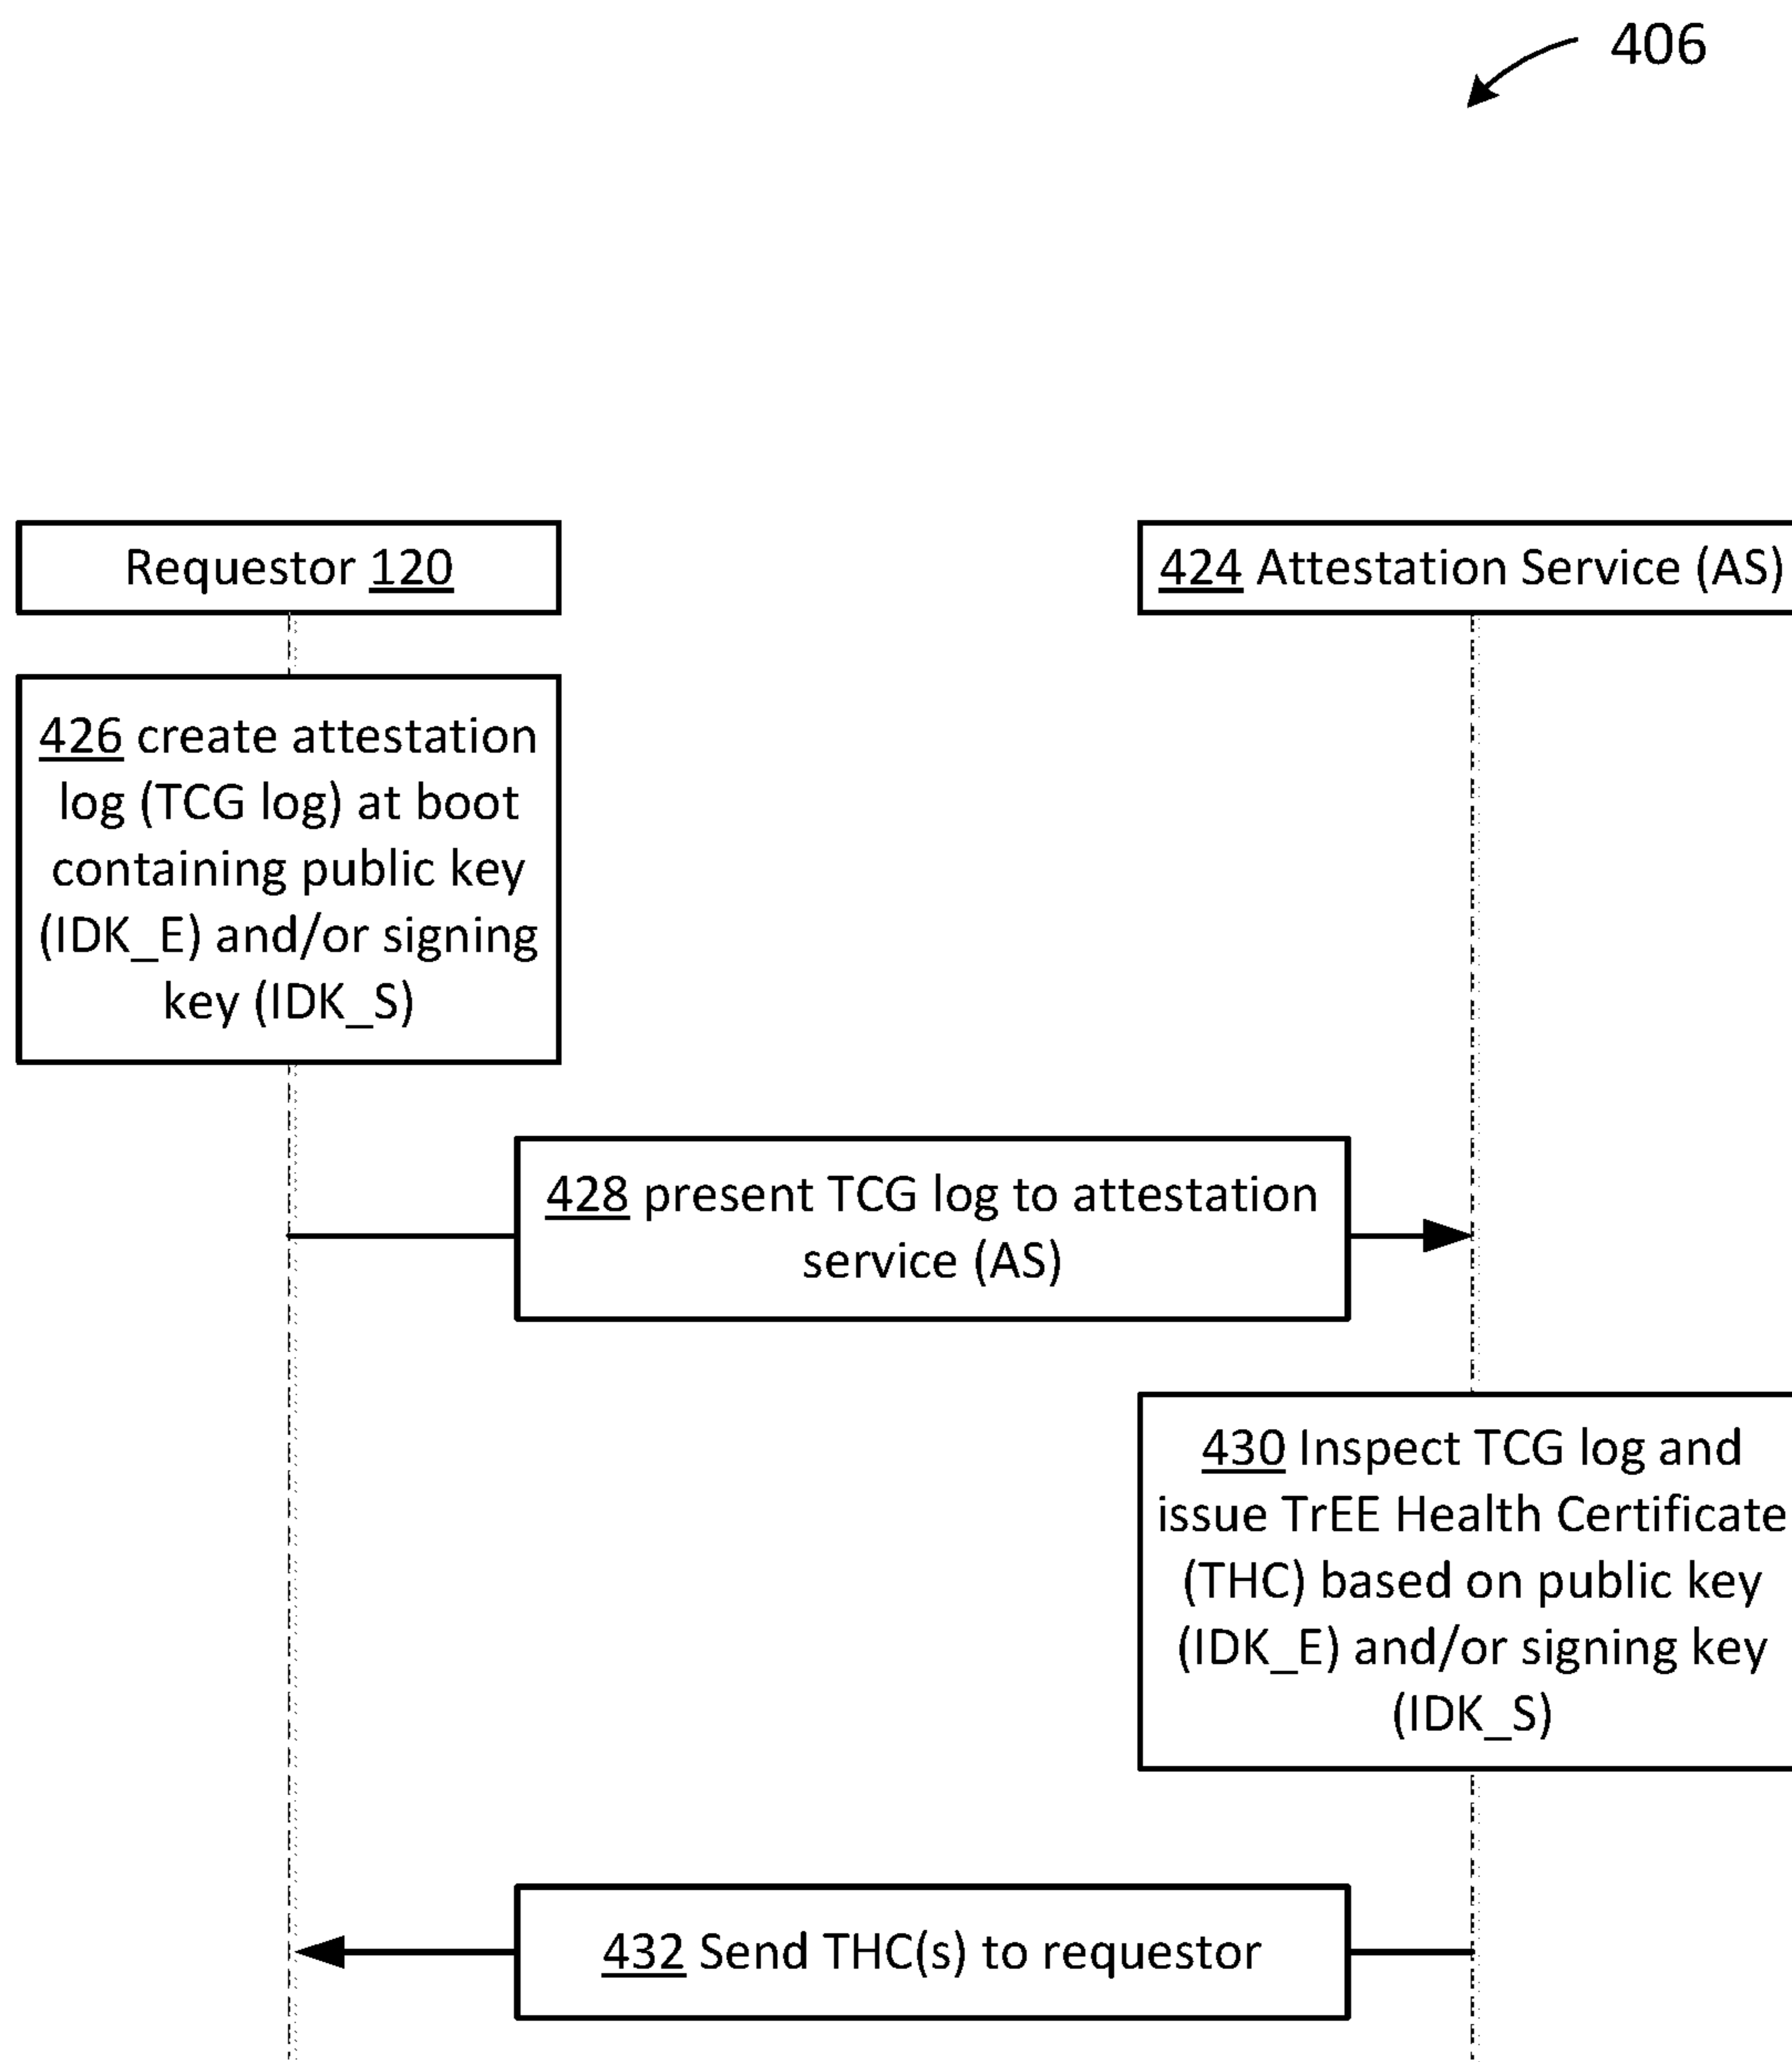 406
Requestor 120
424 Attestation Service (AS)
426 create attestation
log (TCG log) at boot
containing public key
(IDK_E) and/or signing
key (IDK_S)
428 present TCG log to attestation
service (AS)
430 Inspect TCG log and
issue TrEE Health Certificate
(THC) based on public key
(IDK_E) and/or signing key
(IDK_S)
432 Send THC(s) to requestor